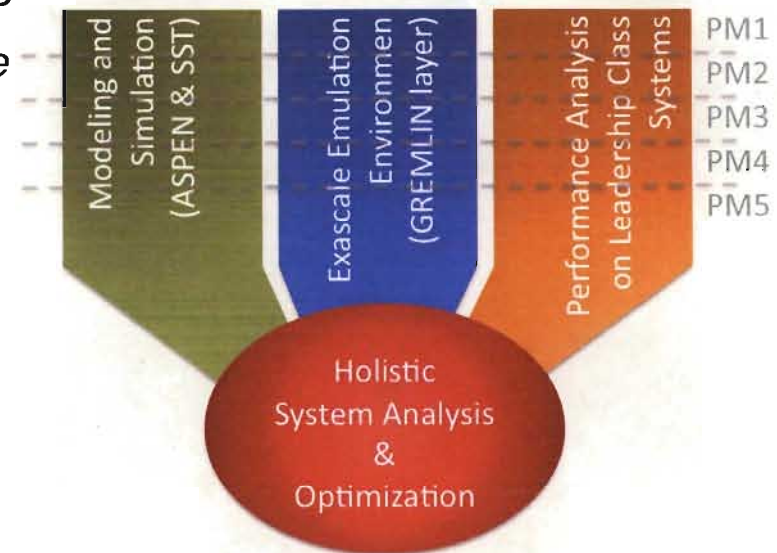 e
Modeling and
Simulation
(ASPEN & SST)
Exascale Emulation
Environmen
(GREMLIN layer)
Performance Analysis
on Leadership Class
Systems
PM1
PM2
PM3
PM4
PM5
Holistic
System Analysis
&
Optimization